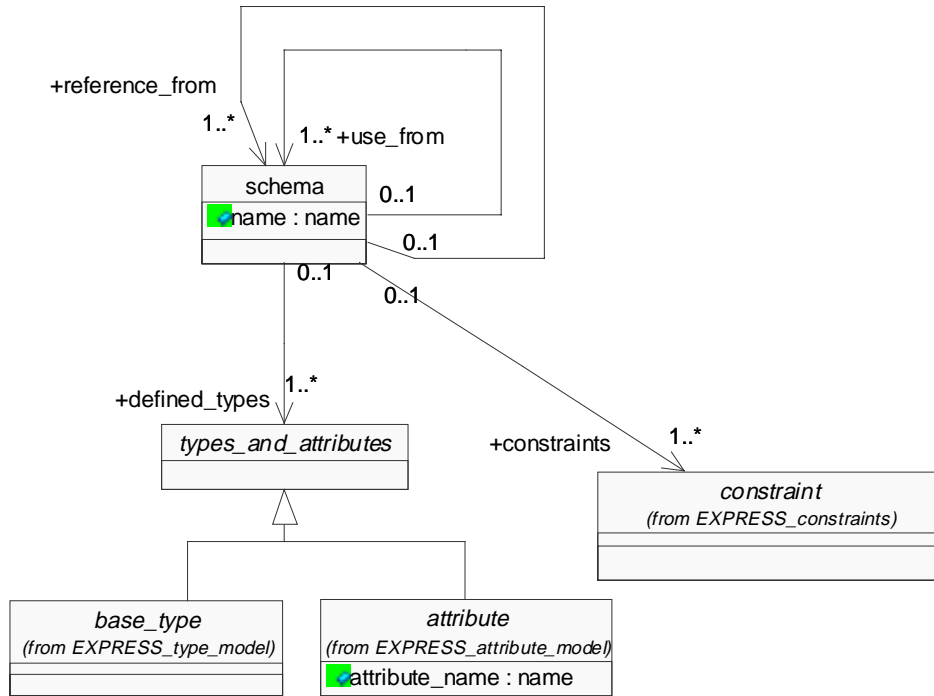 +reference_from
1..*
1..* +use_from
schema
0..1
name : name
0..1
0..1
0..1
1..*
+defined_types
types_and_attributes
+constraints
1..*
constraint
(from EXPRESS_constraints)
base_type
(from EXPRESS_type_model)
attribute
(from EXPRESS_attribute_model)
attribute_name : name